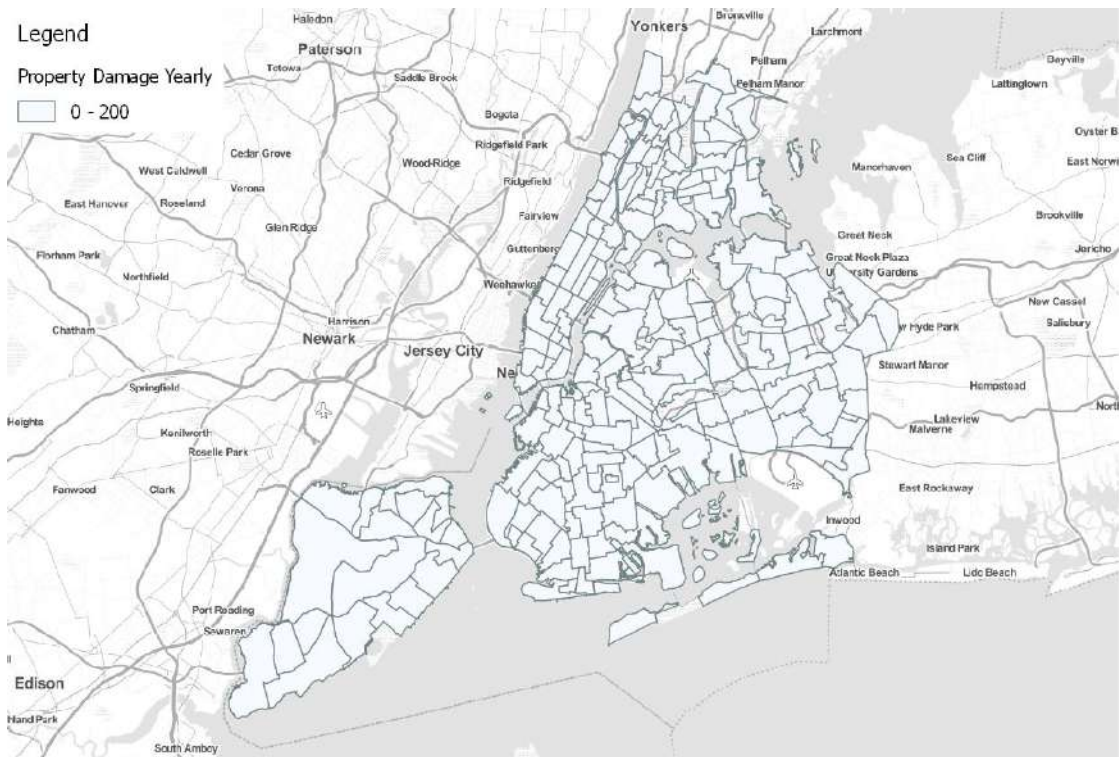 Legend
Property Damage Yearly
0 - 200
Haledon
Paterson
Totowa
Saddle Brook
Yonkers
Bronxville
Larchmont
Pelham
Pelham Manor
Bayville
Lattingtown
Oyster B
Bogota
Ridgefield Park
Cedar Grove
Wood-Ridge
West Caldwell
Verona
Ridgefield
Manorhaven
Sea Cliff
East Norwi
East Hanover
Roseland
Glen Ridge
Fairview
Great Neck
Brookville
Florham Park
Guttenberg
Great Neck Plaza
University Gardens
Jericho
Northfield
Weehawken
New Cassel
Chatham
Harrison
Newark
Jersey City
w Hyde Park
Salisbury
Springfield
Ne
Stewart Manor
Hempstead
Nort
Heights
Kenilworth
Roselle Park
Lakeview
Malverne
Fanwood
Clark
East Rockaway
Inwood
Island Park
Atlantic Beach
Lido Beach
Port Reading
Sewaren
Edison
land Park
South Amboy